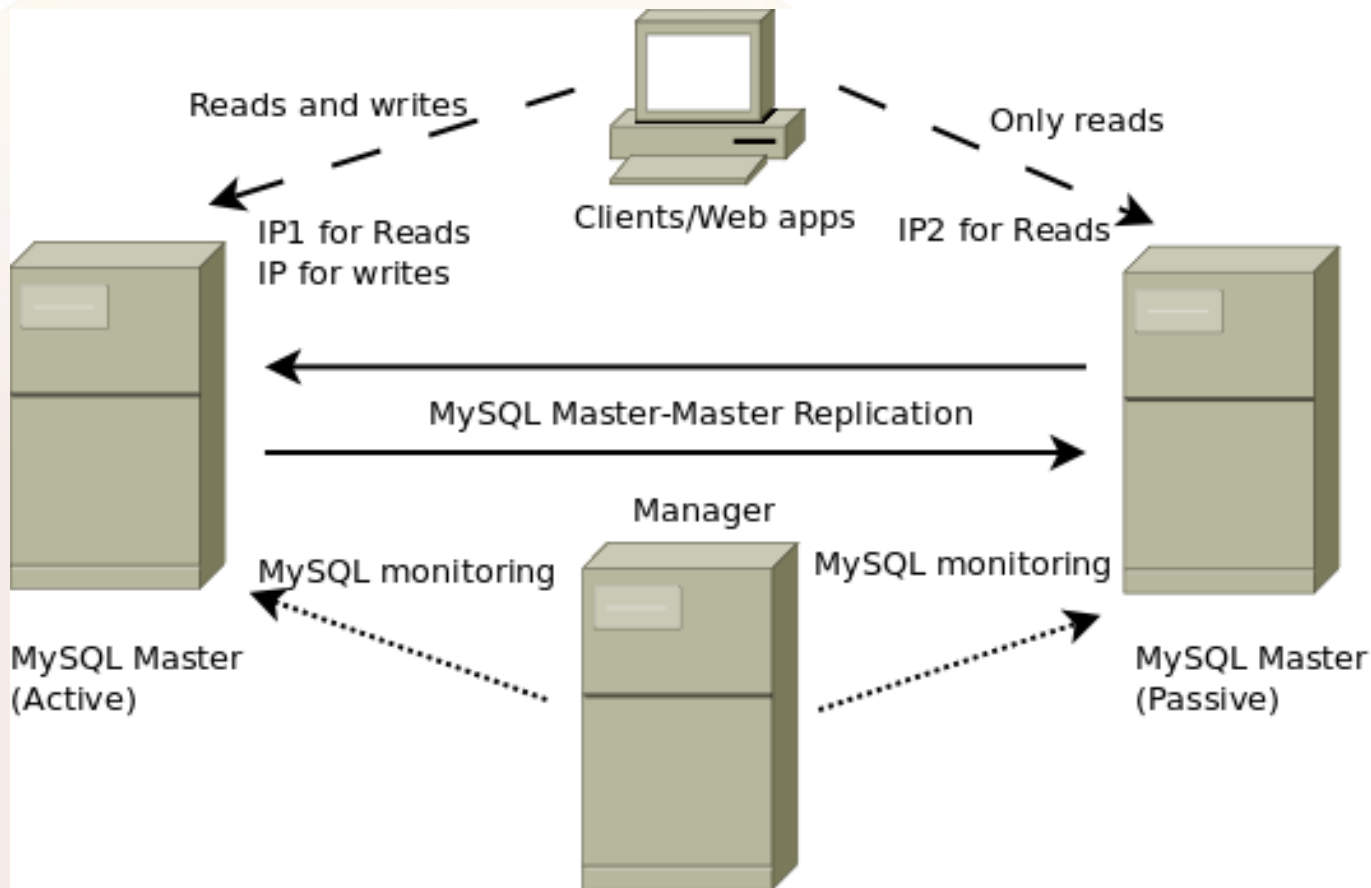 Reads and writes
Only reads
Clients/Web apps
IP1 for Reads
IP for writes
IP2 for Reads
MySQL Master-Master Replication
Manager
MySQL monitoring
MySQL monitoring
MySQL Master
(Active)
MySQL Master
(Passive)